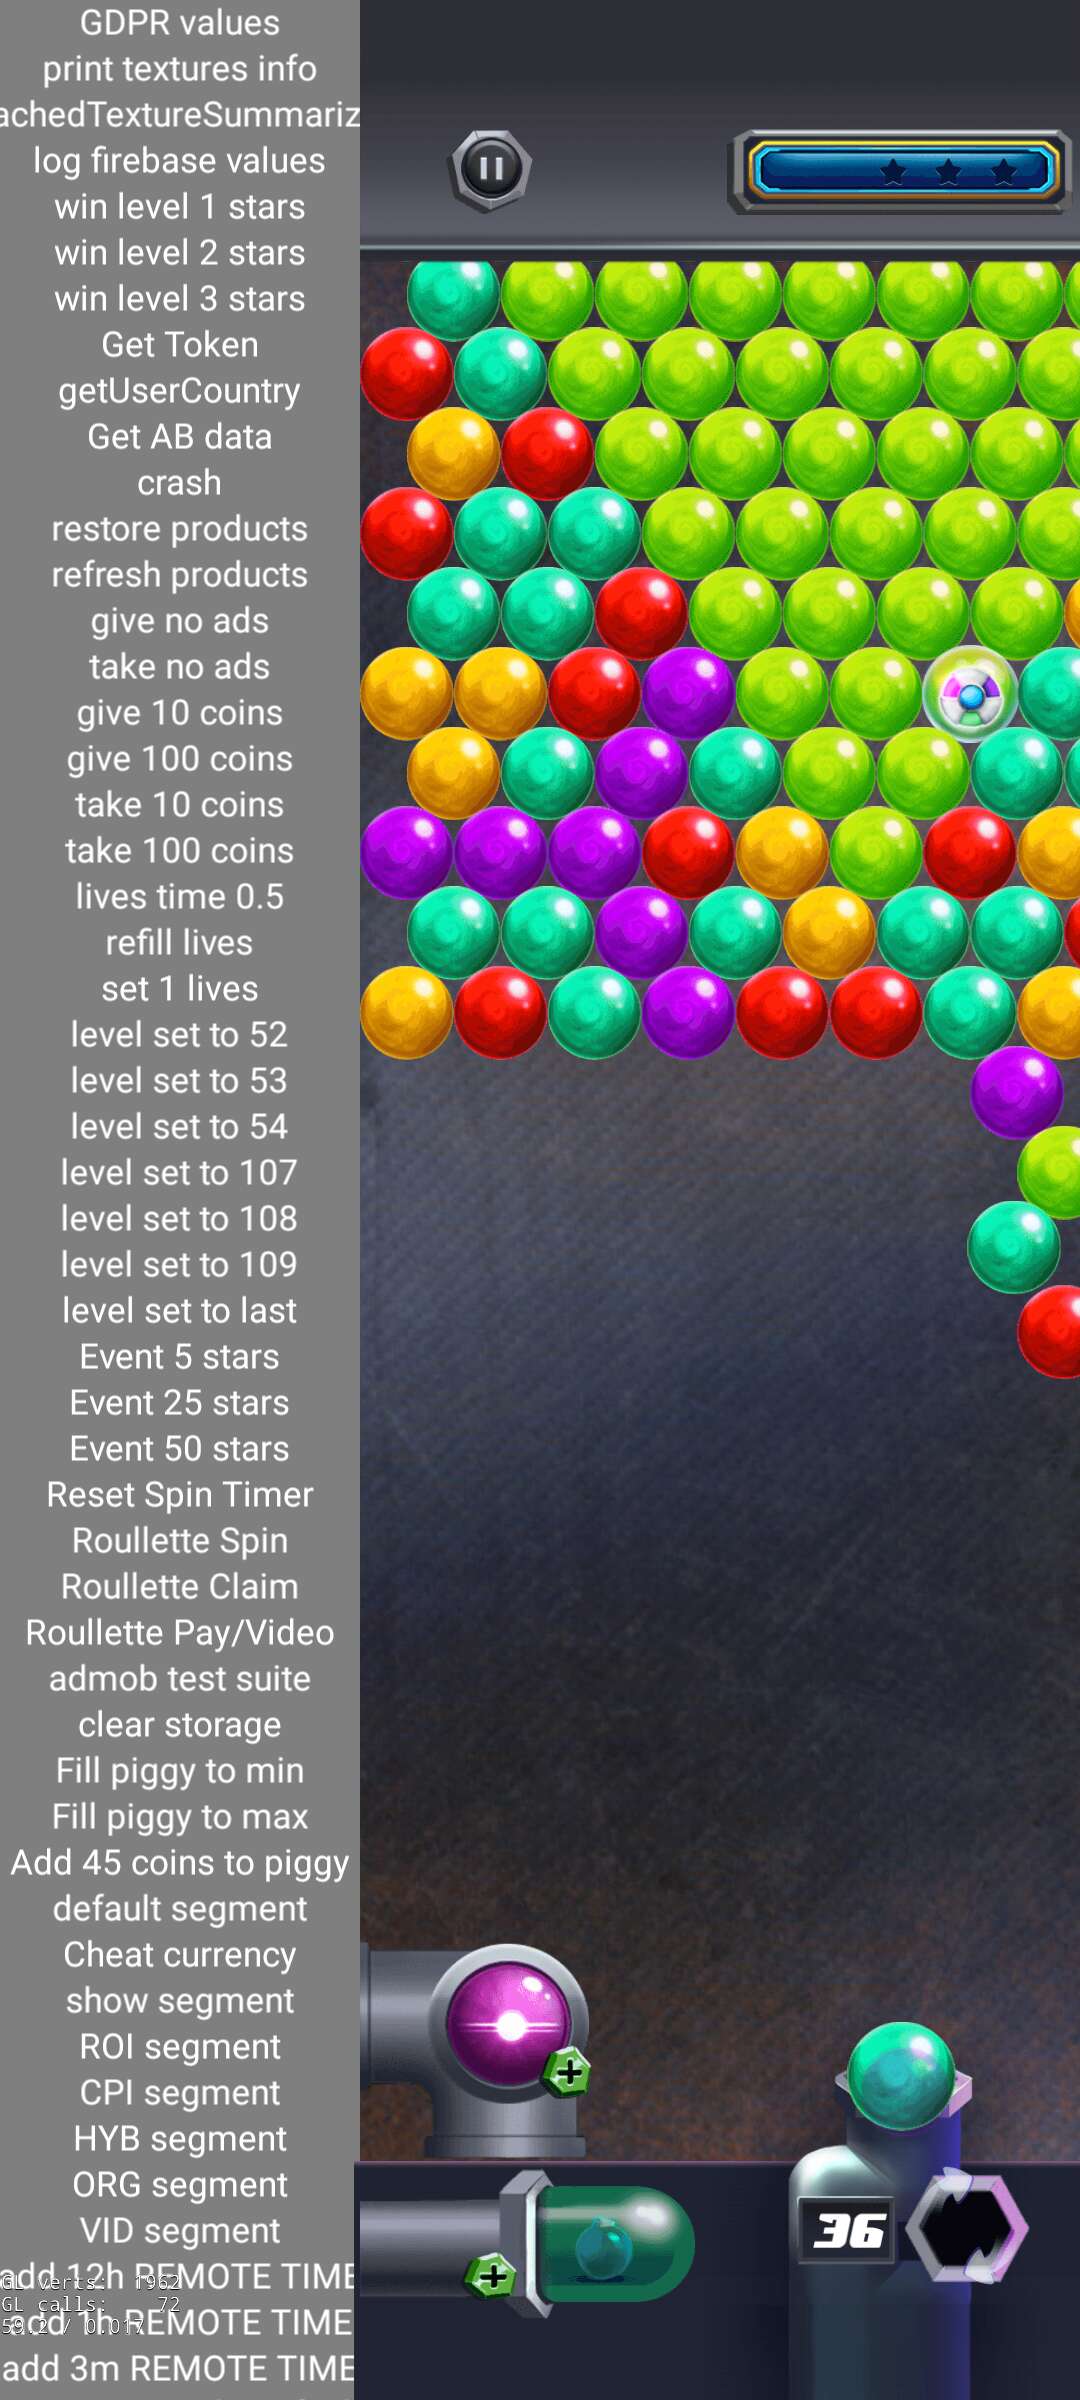 GDPR values
print textures info
achedTextureSummariz
log firebase values
win level 1 stars
win level 2 stars
win level 3 stars
Get Token
getUserCountry
Get AB data
crash
restore products
refresh products
give no ads
take no ads
give 10 coins
give 100 coins
take 10 coins
take 100 coins
lives time 0.5
refill lives
set 1 lives
level set to 52
level set to 53
level set to 54
level set to 107
level set to 108
level set to 109
level set to last
Event 5 stars
Event 25 stars
Event 50 stars
Reset Spin Timer
Roullette Spin
Roullette Claim
Roullette Pay/Video
admob test suite
clear storage
Fill piggy to min
Fill piggy to max
Add 45 coins to piggy
default segment
Cheat currency
show segment
ROI segment
CPI segment
HYB segment
ORG segment
VID segment
add 12h REMOTE TIME
GL verts: 1962
GL calls: 72
add 1h REMOTE TIME
59.2 / 0.017
add 3m REMOTE TIME
36